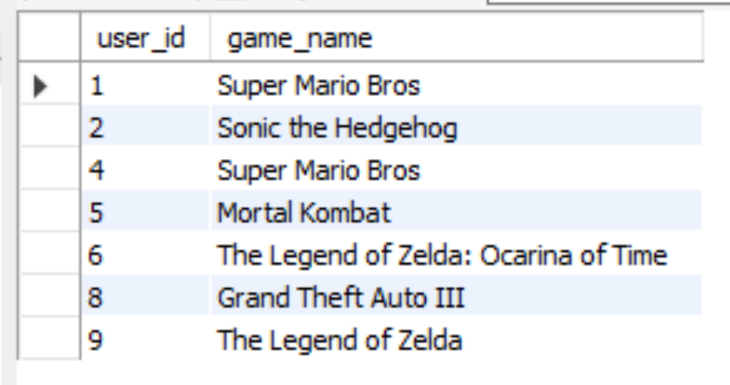 user_id game_name
1 Super Mario Bros
2 Sonic the Hedgehog
4 Super Mario Bros
5 Mortal Kombat
6 The Legend of Zelda: Ocarina of Time
8 Grand Theft Auto III
9 The Legend of Zelda